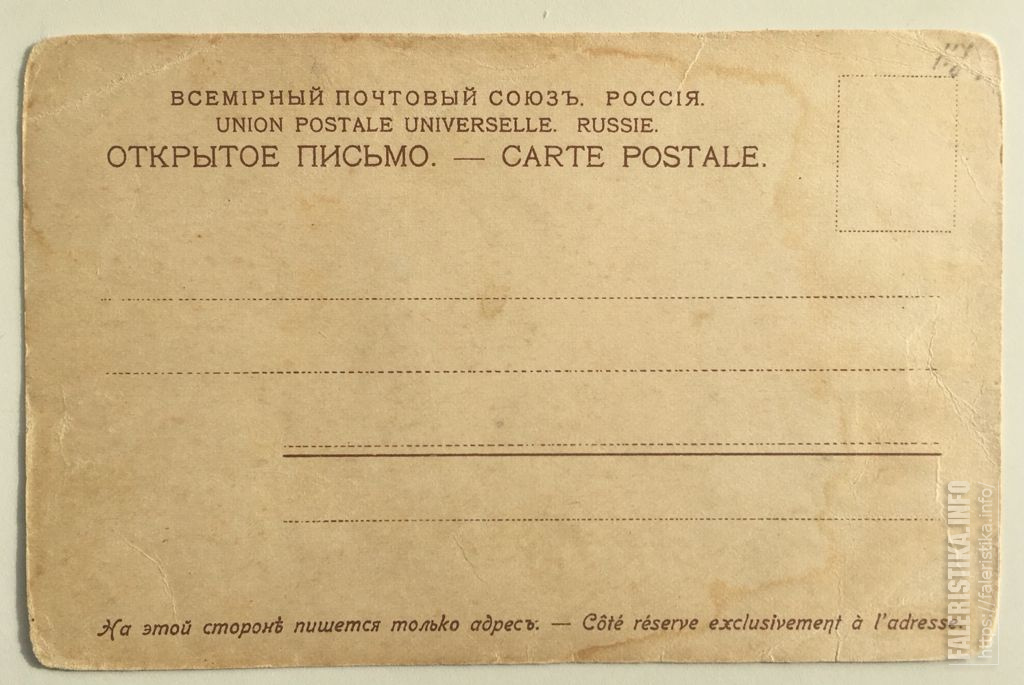 ВСЕМІРНЫЙ ПОЧТОВЫЙ СОЮЗЪ. РОССІЯ.
UNION POSTALE UNIVERSELLE. RUSSIE.
ОТКРЫТОЕ ПИСЬМО. — CARTE POSTALE.
На этой сторонѣ пишется только адресъ. — Côté réserve exclusivement à l'adresse.
FALERISTIKA.INFO
https://faleristika.info/